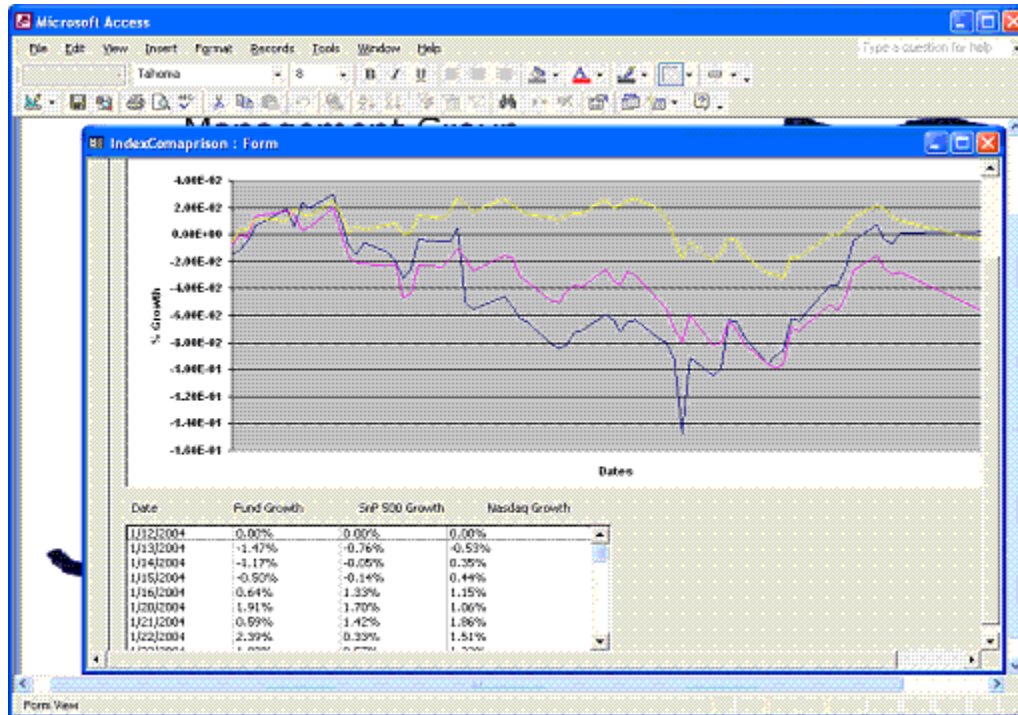 Microsoft Access
File Edit View Insert Format Records Tools Window Help Type a question for help
Tahoma 8 B I U
Management Group
IndexComaprison : Form
4.00E-02
2.00E-02
0.00E+00
-2.00E-02
-4.00E-02
-6.00E-02
-8.00E-02
-1.00E-01
-1.20E-01
-1.40E-01
-1.60E-01
% Growth
Dates
Date Fund Growth SnP 500 Growth Nasdaq Growth
1/12/2004 0.00% 0.00% 0.00%
1/13/2004 -1.47% -0.76% -0.53%
1/14/2004 -1.17% -0.05% 0.35%
1/15/2004 -0.50% -0.14% 0.44%
1/16/2004 0.64% 1.33% 1.15%
1/20/2004 1.91% 1.70% 1.06%
1/21/2004 0.59% 1.42% 1.86%
1/22/2004 2.39% 0.33% 1.51%
Form View